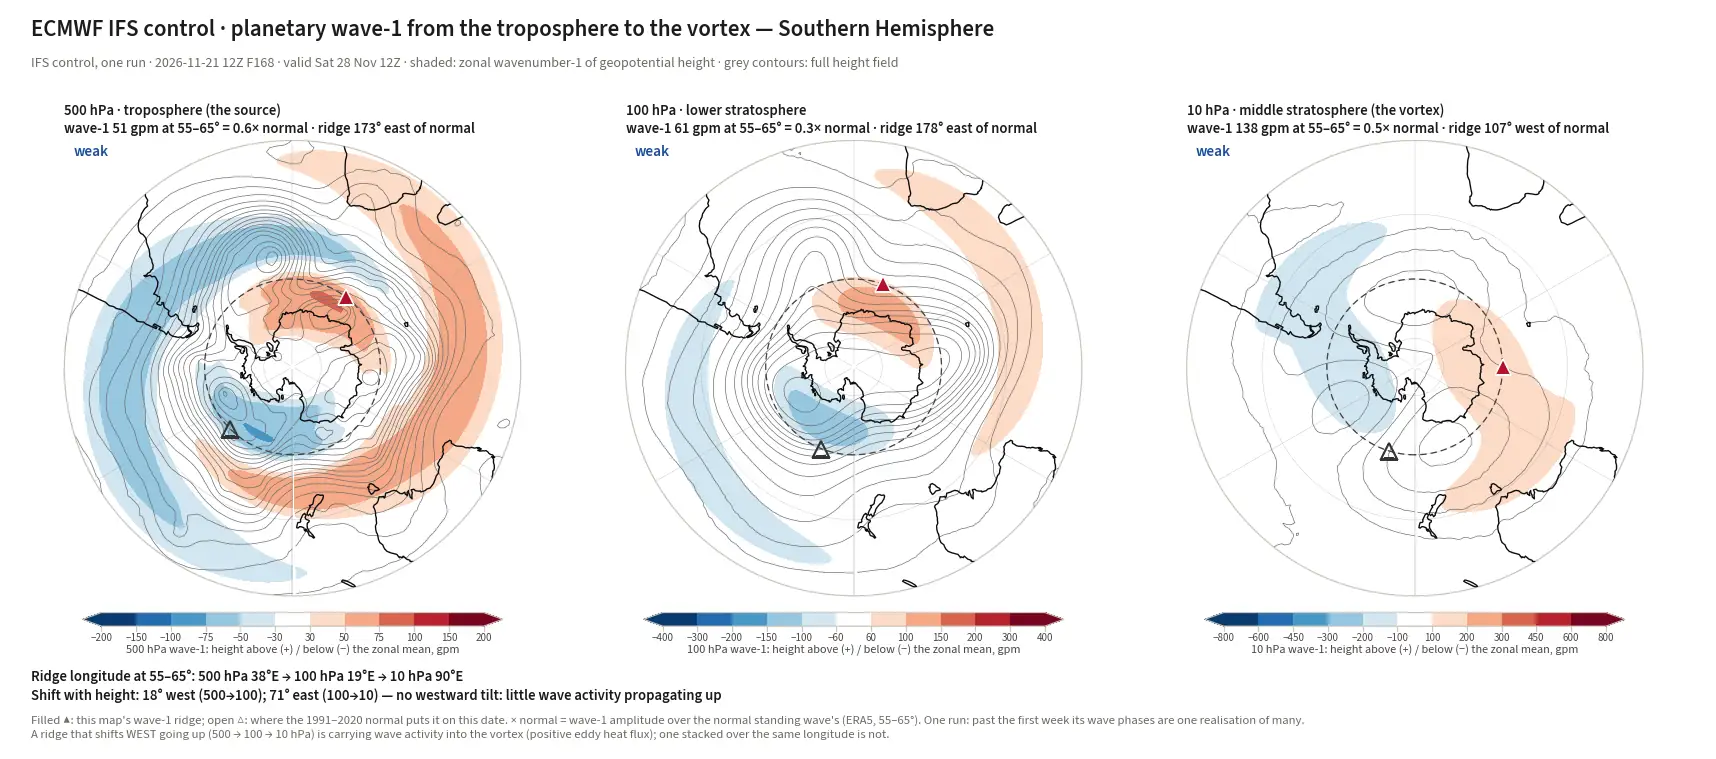 ECMWF IFS control · planetary wave-1 from the troposphere to the vortex — Southern Hemisphere
IFS control, one run · 2026-11-21 12Z F168 · valid Sat 28 Nov 12Z · shaded: zonal wavenumber-1 of geopotential height · grey contours: full height field
500 hPa · troposphere (the source)
wave-1 51 gpm at 55–65° = 0.6× normal · ridge 173° east of normal
weak
100 hPa · lower stratosphere
wave-1 61 gpm at 55–65° = 0.3× normal · ridge 178° east of normal
weak
10 hPa · middle stratosphere (the vortex)
wave-1 138 gpm at 55–65° = 0.5× normal · ridge 107° west of normal
weak
−200 −150 −100 −75 −50 −30 30 50 75 100 150 200
500 hPa wave-1: height above (+) / below (−) the zonal mean, gpm
−400 −300 −200 −150 −100 −60 60 100 150 200 300 400
100 hPa wave-1: height above (+) / below (−) the zonal mean, gpm
−800 −600 −450 −300 −200 −100 100 200 300 450 600 800
10 hPa wave-1: height above (+) / below (−) the zonal mean, gpm
Ridge longitude at 55–65°: 500 hPa 38°E → 100 hPa 19°E → 10 hPa 90°E
Shift with height: 18° west (500→100); 71° east (100→10) — no westward tilt: little wave activity propagating up
Filled ▲: this map's wave-1 ridge; open △: where the 1991–2020 normal puts it on this date. × normal = wave-1 amplitude over the normal standing wave's (ERA5, 55–65°). One run: past the first week its wave phases are one realisation of many.
A ridge that shifts WEST going up (500 → 100 → 10 hPa) is carrying wave activity into the vortex (positive eddy heat flux); one stacked over the same longitude is not.